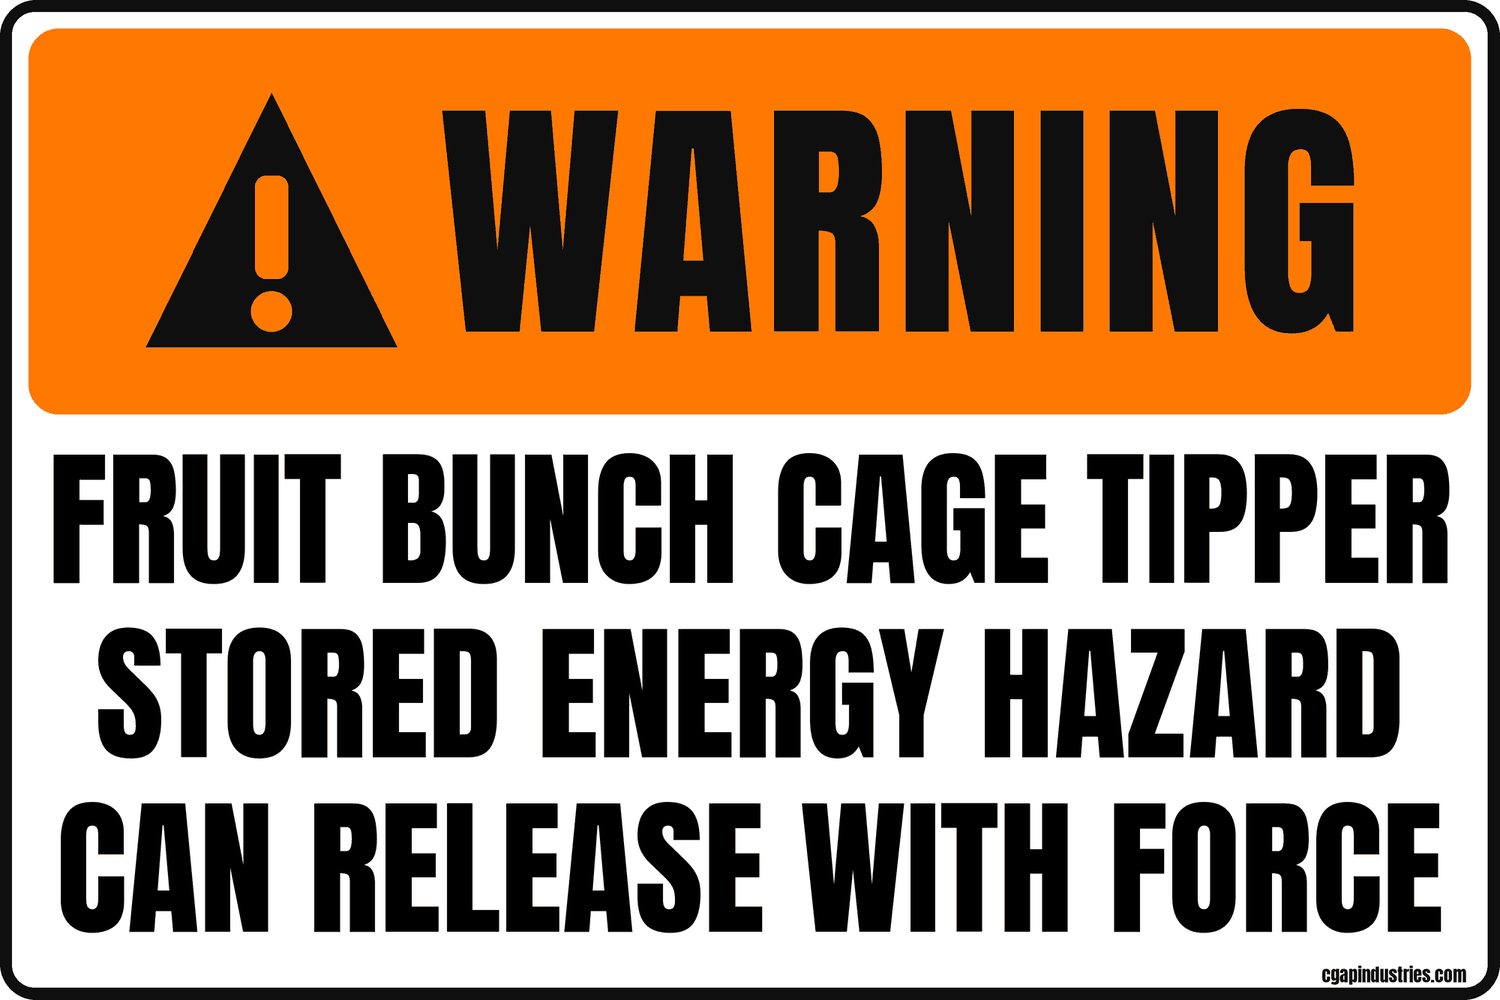 WARNING
FRUIT BUNCH CAGE TIPPER
STORED ENERGY HAZARD
CAN RELEASE WITH FORCE
cgapindustries.com